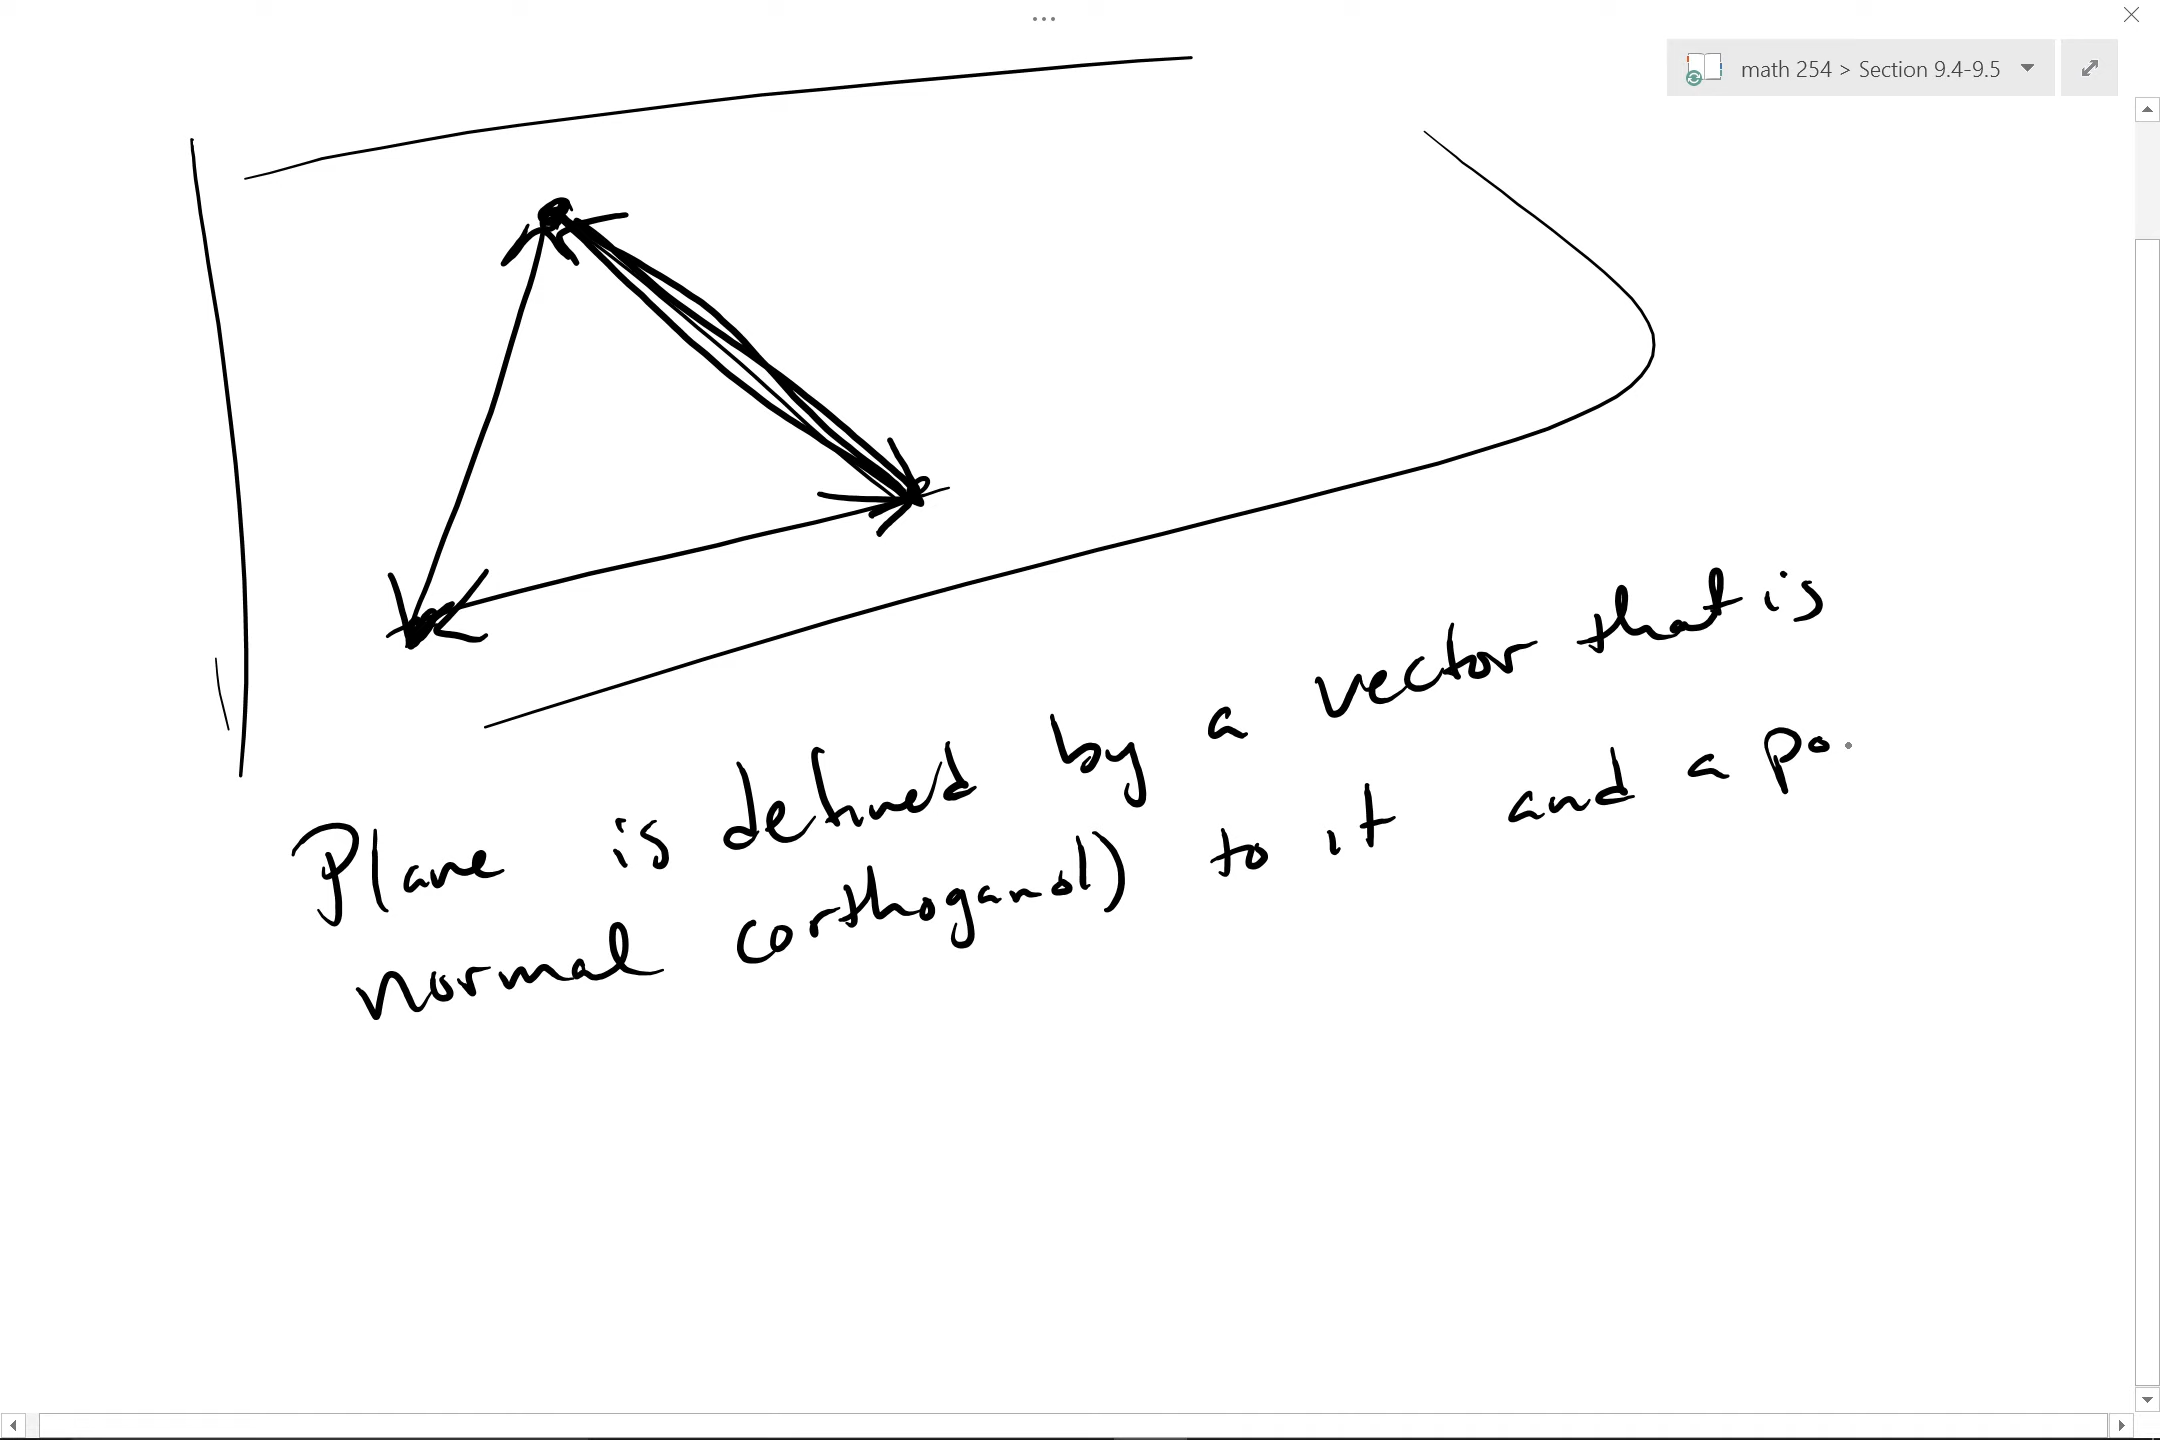 math 254 > Section 9.4-9.5
Plane is defined by a vector that is
normal (orthoganol) to it and a po